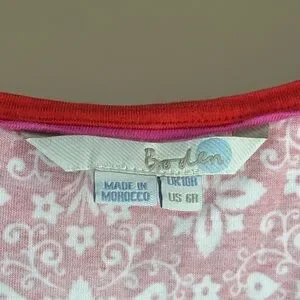 Boden
MADE IN
MOROCCO
UK10R
US 6R